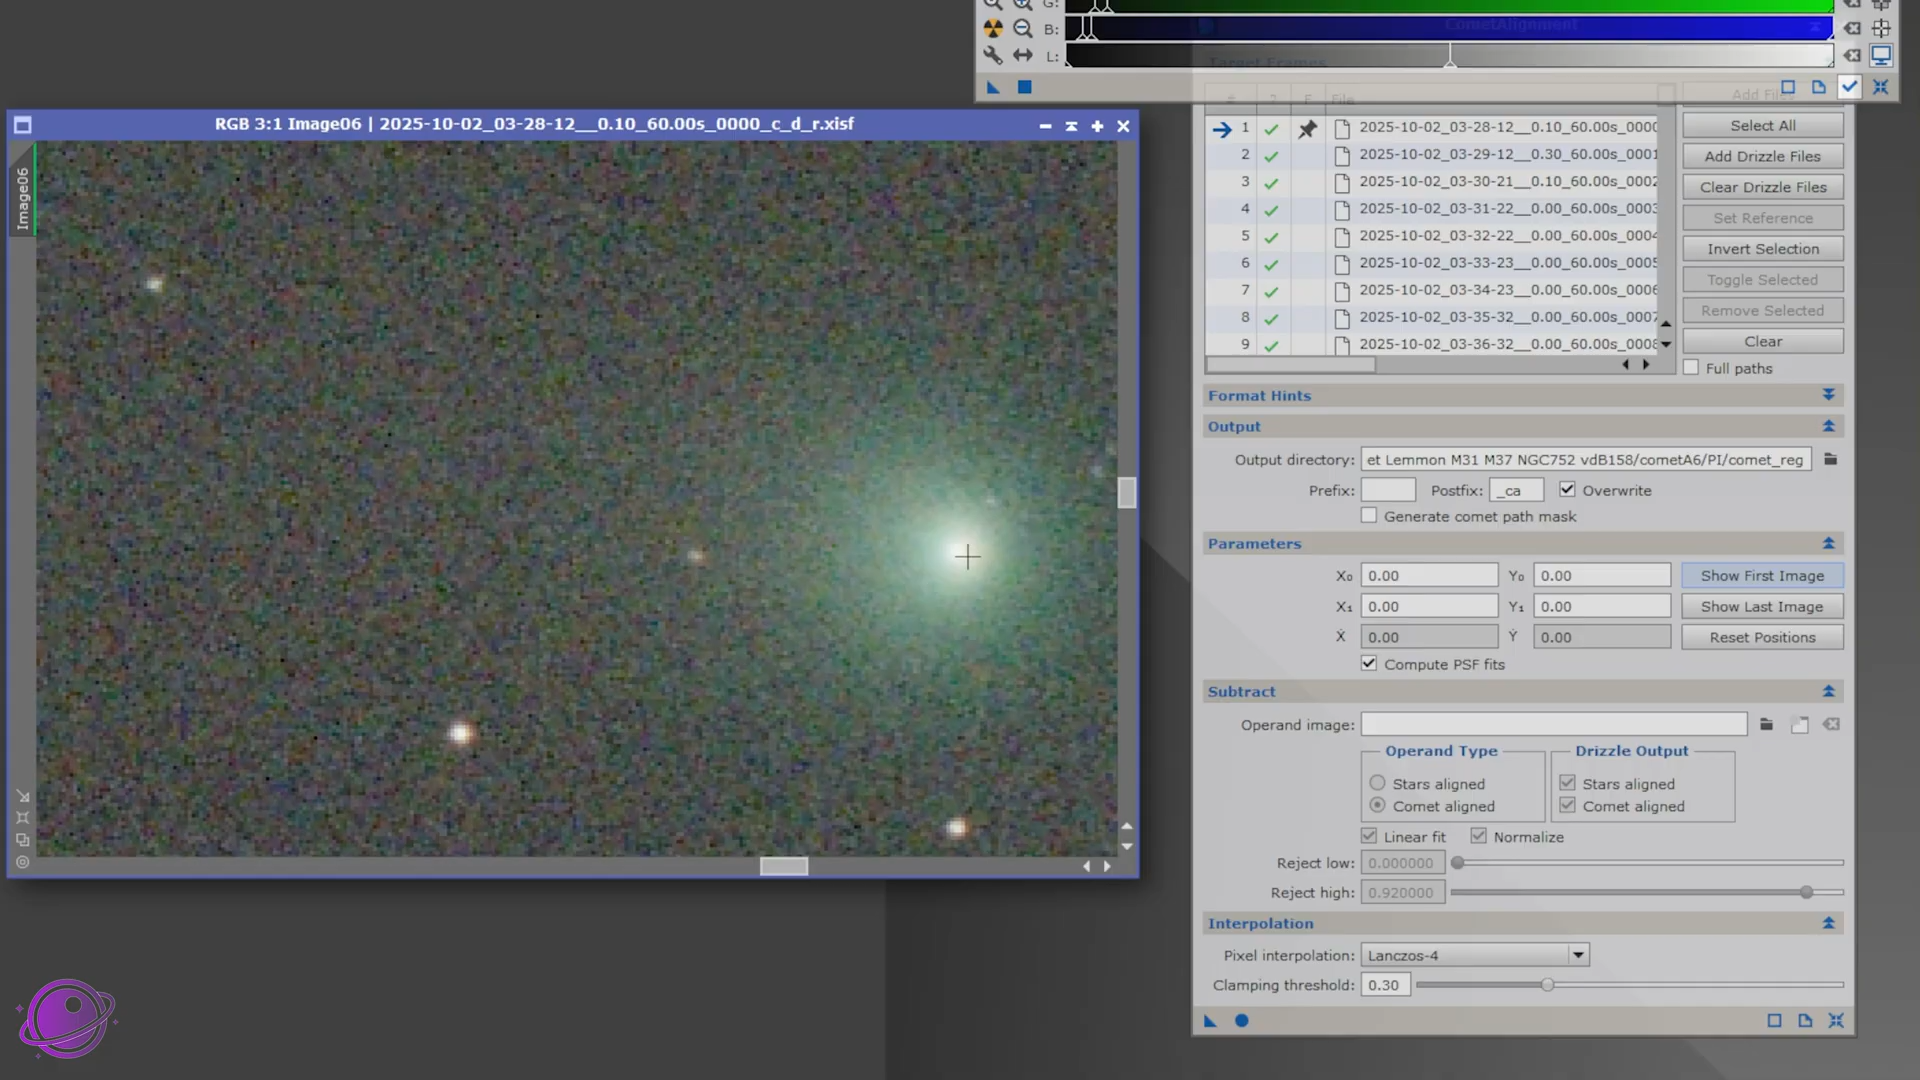 G:
B:
L:
CometAlignment
Target Frames
# ? F File
Add Files
1 2025-10-02_03-28-12__0.10_60.00s_0000
2 2025-10-02_03-29-12__0.30_60.00s_0001
3 2025-10-02_03-30-21__0.10_60.00s_0002
4 2025-10-02_03-31-22__0.00_60.00s_0003
5 2025-10-02_03-32-22__0.00_60.00s_0004
6 2025-10-02_03-33-23__0.00_60.00s_0005
7 2025-10-02_03-34-23__0.00_60.00s_0006
8 2025-10-02_03-35-32__0.00_60.00s_0007
9 2025-10-02_03-36-32__0.00_60.00s_0008
Select All
Add Drizzle Files
Clear Drizzle Files
Set Reference
Invert Selection
Toggle Selected
Remove Selected
Clear
Full paths
RGB 3:1 Image06 | 2025-10-02_03-28-12__0.10_60.00s_0000_c_d_r.xisf
Image06
Format Hints
Output
Output directory: et Lemmon M31 M37 NGC752 vdB158/cometA6/PI/comet_reg
Prefix: Postfix: _ca Overwrite
Generate comet path mask
Parameters
X₀ 0.00 Y₀ 0.00 Show First Image
X₁ 0.00 Y₁ 0.00 Show Last Image
Ẋ 0.00 Ẏ 0.00 Reset Positions
Compute PSF fits
Subtract
Operand image:
Operand Type Drizzle Output
Stars aligned Stars aligned
Comet aligned Comet aligned
Linear fit Normalize
Reject low: 0.000000
Reject high: 0.920000
Interpolation
Pixel interpolation: Lanczos-4
Clamping threshold: 0.30